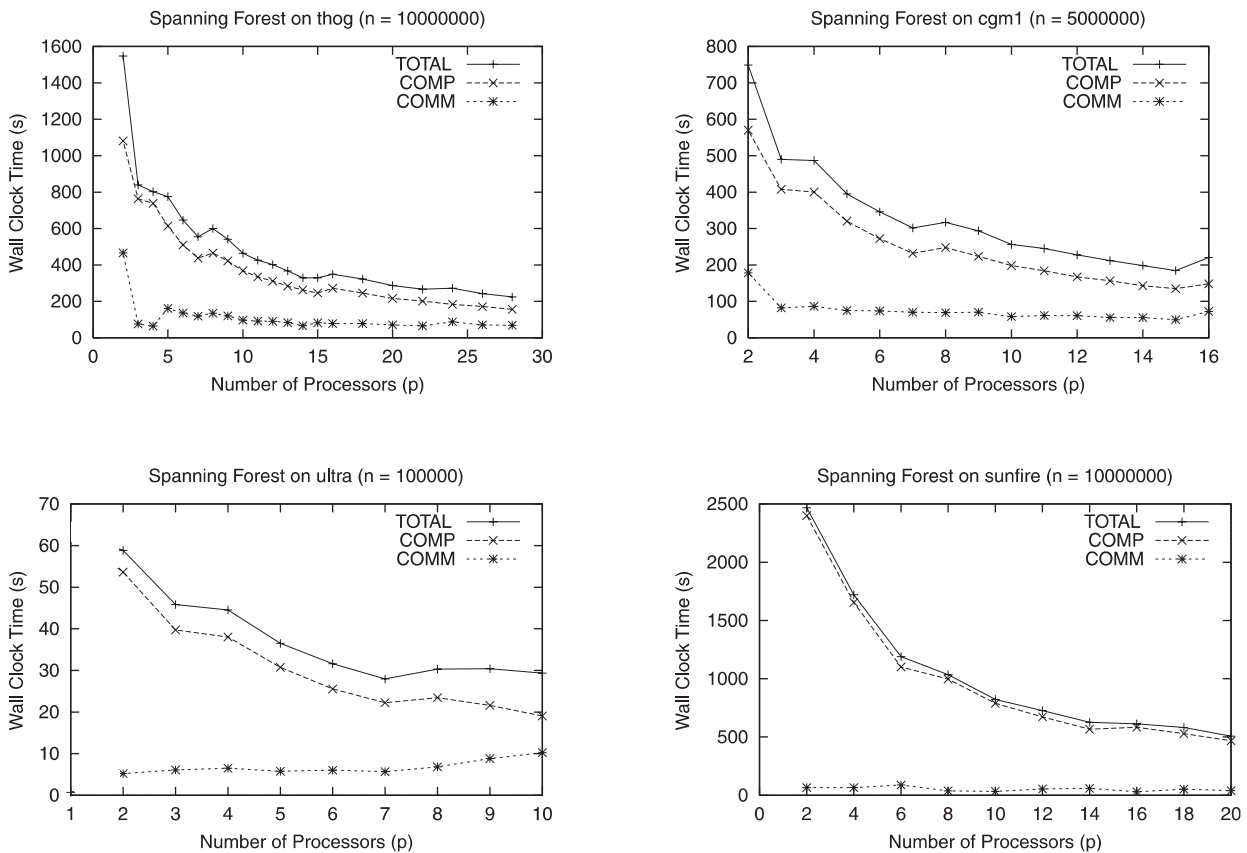 Spanning Forest on thog (n = 10000000)
1600
1400
1200
1000
800
600
400
200
0
Wall Clock Time (s)
TOTAL
COMP
COMM
0 5 10 15 20 25 30
Number of Processors (p)
Spanning Forest on cgm1 (n = 5000000)
800
700
600
500
400
300
200
100
0
Wall Clock Time (s)
TOTAL
COMP
COMM
2 4 6 8 10 12 14 16
Number of Processors (p)
Spanning Forest on ultra (n = 100000)
70
60
50
40
30
20
10
0
Wall Clock Time (s)
TOTAL
COMP
COMM
1 2 3 4 5 6 7 8 9 10
Number of Processors (p)
Spanning Forest on sunfire (n = 10000000)
2500
2000
1500
1000
500
0
Wall Clock Time (s)
TOTAL
COMP
COMM
0 2 4 6 8 10 12 14 16 18 20
Number of Processors (p)